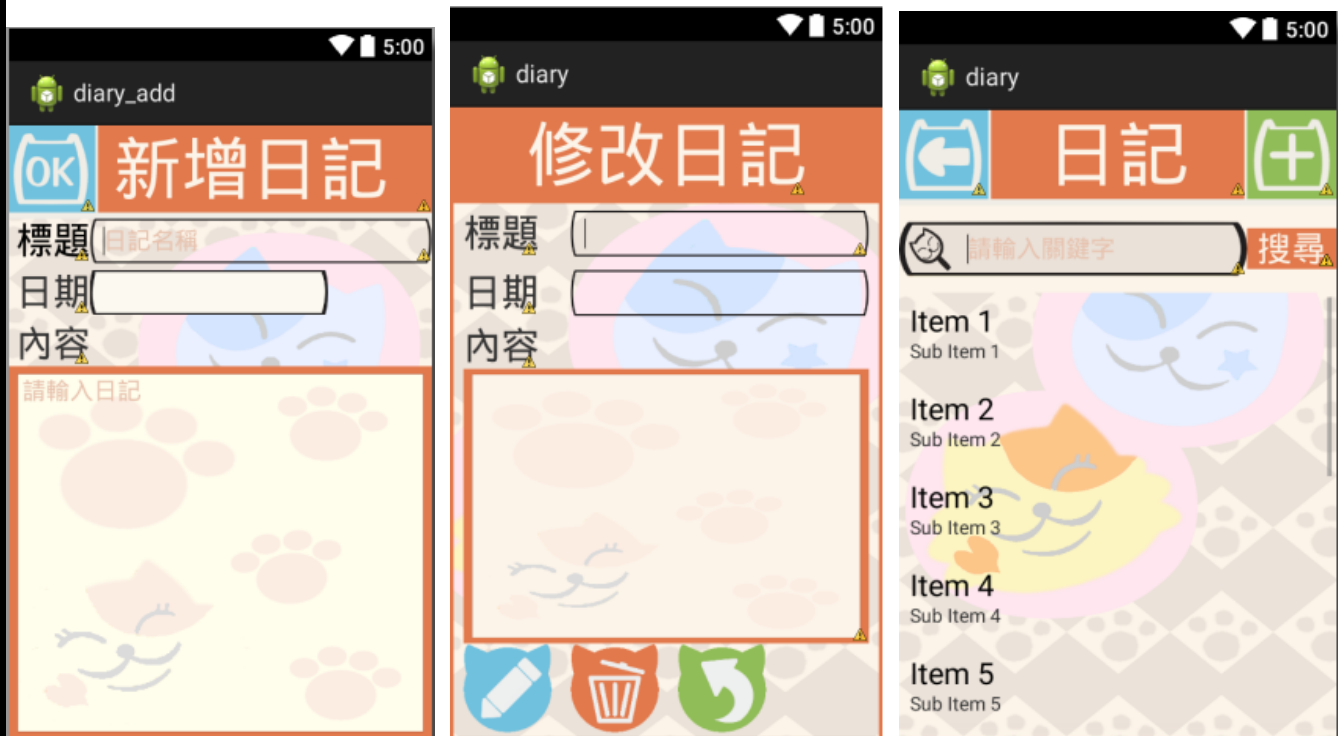 5:00
diary_add
OK
新增日記
標題
日記名稱
日期
內容
請輸入日記
5:00
diary
修改日記
標題
日期
內容
5:00
diary
日記
請輸入關鍵字
搜尋
Item 1
Sub Item 1
Item 2
Sub Item 2
Item 3
Sub Item 3
Item 4
Sub Item 4
Item 5
Sub Item 5